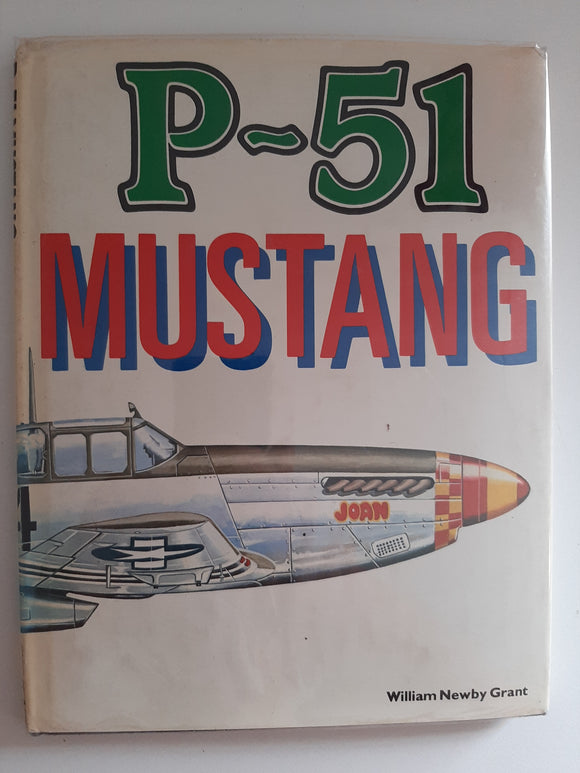 P-51
MUSTANG
JOAN
William Newby Grant